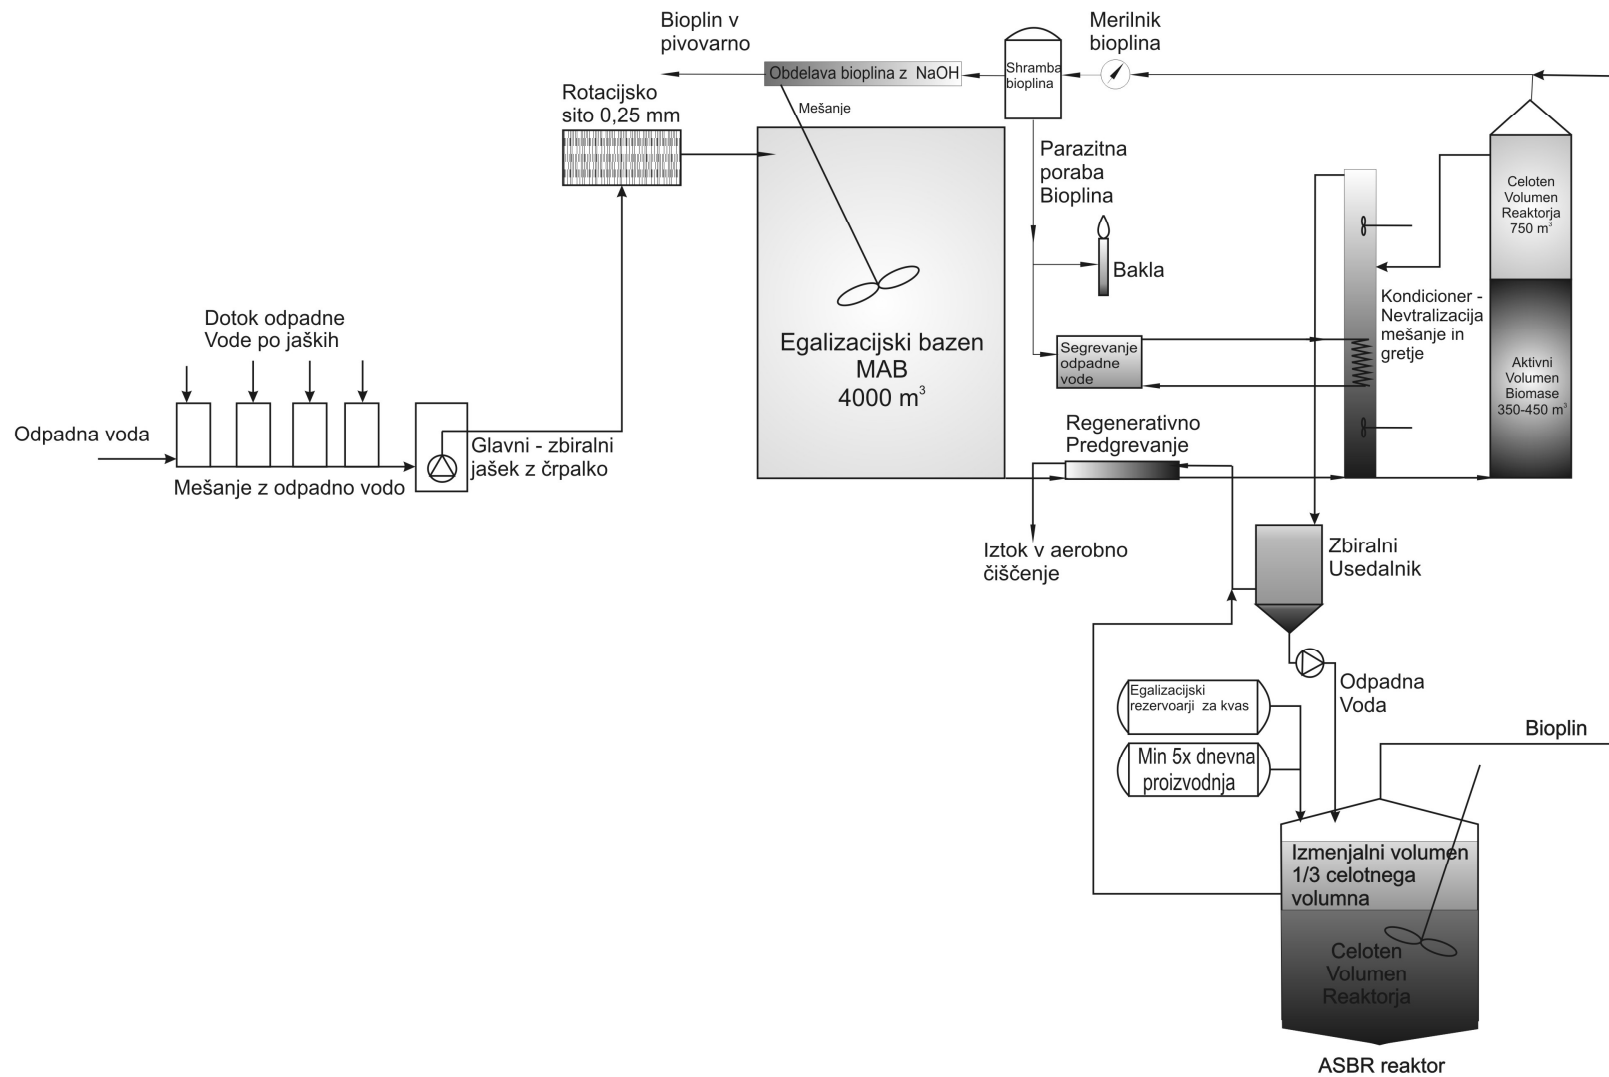 Bioplin v
pivovarno
Obdelava bioplina z NaOH
Shramba
bioplina
Merilnik
bioplina
Rotacijsko
sito 0,25 mm
Mešanje
Parazitna
poraba
Bioplina
Bakla
Celoten
Volumen
Reaktorja
750 m³
Kondicioner -
Nevtralizacija
mešanje in
gretje
Aktivni
Volumen
Biomase
350-450 m³
Dotok odpadne
Vode po jaških
Egalizacijski bazen
MAB
4000 m³
Segrevanje
odpadne
vode
Odpadna voda
Glavni - zbiralni
jašek z črpalko
Mešanje z odpadno vodo
Regenerativno
Predgrevanje
Iztok v aerobno
čiščenje
Zbiralni
Usedalnik
Odpadna
Voda
Egalizacijski
rezervoarji za kvas
Min 5x dnevna
proizvodnja
Bioplin
Izmenjalni volumen
1/3 celotnega
volumna
Celoten
Volumen
Reaktorja
ASBR reaktor